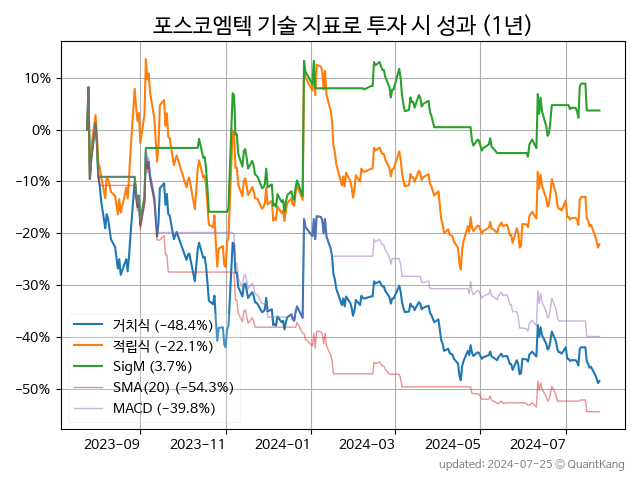 포스코엠텍 기술 지표로 투자 시 성과 (1년)
10%
0%
−10%
−20%
−30%
−40%
−50%
거치식 (−48.4%)
적립식 (−22.1%)
SigM (3.7%)
SMA(20) (−54.3%)
MACD (−39.8%)
2023-09 2023-11 2024-01 2024-03 2024-05 2024-07
updated: 2024-07-25 © QuantKang